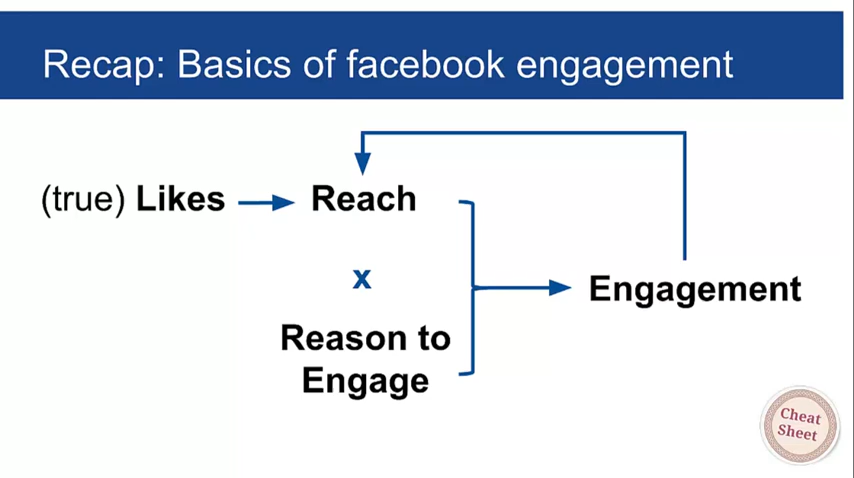 Recap: Basics of facebook engagement
(true) Likes
Reach
x
Reason to
Engage
Engagement
Cheat
Sheet